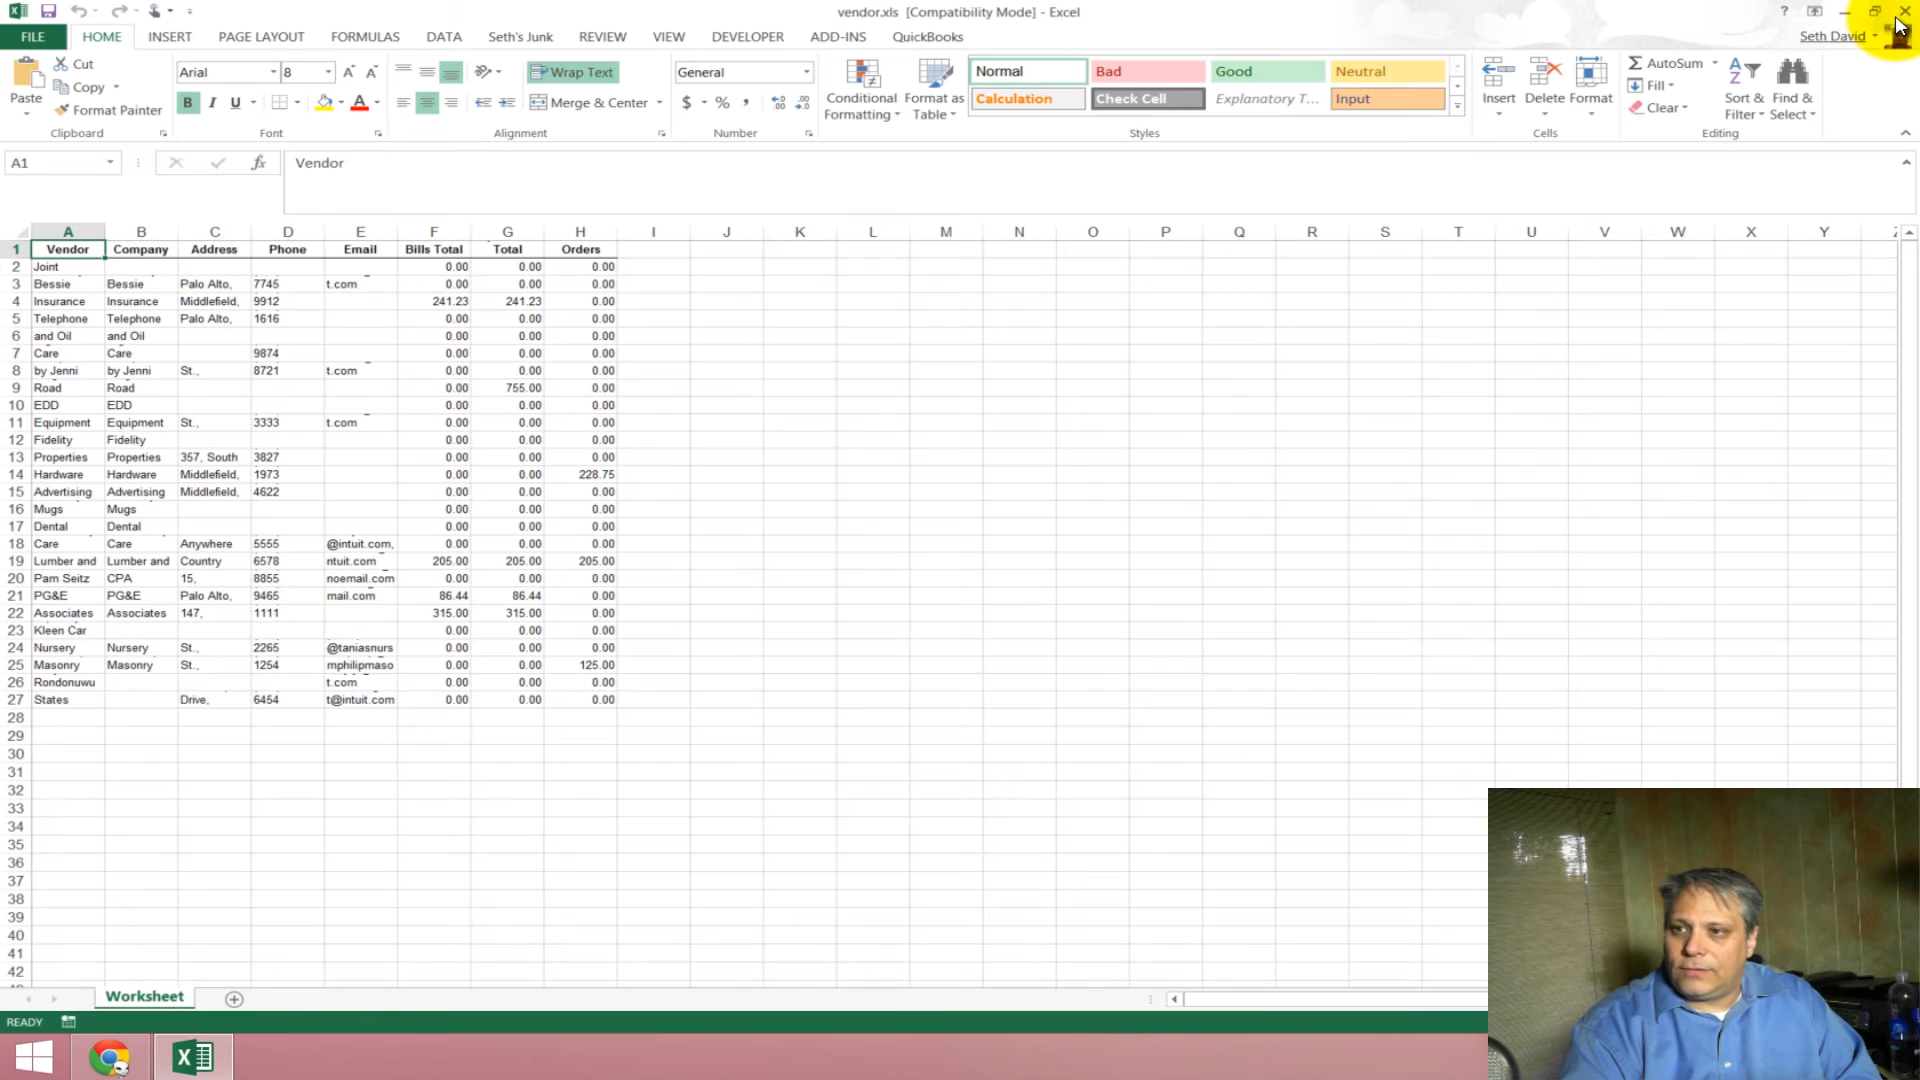 vendor.xls [Compatibility Mode] - Excel
?
FILE HOME INSERT PAGE LAYOUT FORMULAS DATA Seth's Junk REVIEW VIEW DEVELOPER ADD-INS QuickBooks Seth David
Paste Cut
Copy
Format Painter
Clipboard
Arial 8
B I U
Font
Wrap Text
Merge & Center
Alignment
General
$ % ,
Number
Conditional Formatting
Format as Table
Normal Bad Good Neutral
Calculation Check Cell Explanatory T... Input
Styles
Insert Delete Format
Cells
AutoSum
Fill
Clear
Sort & Filter
Find & Select
Editing
A1 fx Vendor
A B C D E F G H I J K L M N O P Q R S T U V W X Y
1 Vendor Company Address Phone Email Bills Total Total Orders
2 Joint 0.00 0.00 0.00
3 Bessie Bessie Palo Alto, 7745 t.com 0.00 0.00 0.00
4 Insurance Insurance Middlefield, 9912 241.23 241.23 0.00
5 Telephone Telephone Palo Alto, 1616 0.00 0.00 0.00
6 and Oil and Oil 0.00 0.00 0.00
7 Care Care 9874 0.00 0.00 0.00
8 by Jenni by Jenni St., 8721 t.com 0.00 0.00 0.00
9 Road Road 0.00 755.00 0.00
10 EDD EDD 0.00 0.00 0.00
11 Equipment Equipment St., 3333 t.com 0.00 0.00 0.00
12 Fidelity Fidelity 0.00 0.00 0.00
13 Properties Properties 357, South 3827 0.00 0.00 0.00
14 Hardware Hardware Middlefield, 1973 0.00 0.00 228.75
15 Advertising Advertising Middlefield, 4622 0.00 0.00 0.00
16 Mugs Mugs 0.00 0.00 0.00
17 Dental Dental 0.00 0.00 0.00
18 Care Care Anywhere 5555 @intuit.com, 0.00 0.00 0.00
19 Lumber and Lumber and Country 6578 ntuit.com 205.00 205.00 205.00
20 Pam Seitz CPA 15, 8855 noemail.com 0.00 0.00 0.00
21 PG&E PG&E Palo Alto, 9465 mail.com 86.44 86.44 0.00
22 Associates Associates 147, 1111 315.00 315.00 0.00
23 Kleen Car 0.00 0.00 0.00
24 Nursery Nursery St., 2265 @taniasnurs 0.00 0.00 0.00
25 Masonry Masonry St., 1254 mphilipmaso 0.00 0.00 125.00
26 Rondonuwu t.com 0.00 0.00 0.00
27 States Drive, 6454 t@intuit.com 0.00 0.00 0.00
28
29
30
31
32
33
34
35
36
37
38
39
40
41
42
Worksheet
READY